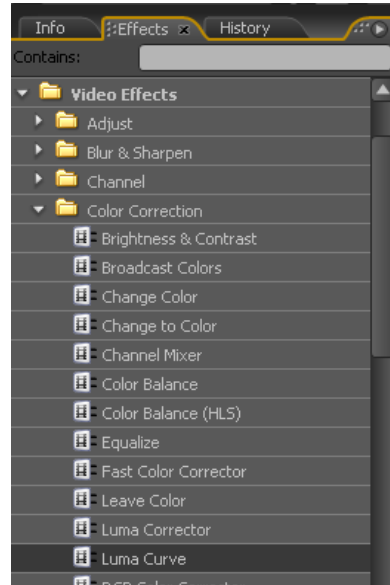 Info Effects x History
Contains:
Video Effects
Adjust
Blur & Sharpen
Channel
Color Correction
Brightness & Contrast
Broadcast Colors
Change Color
Change to Color
Channel Mixer
Color Balance
Color Balance (HLS)
Equalize
Fast Color Corrector
Leave Color
Luma Corrector
Luma Curve